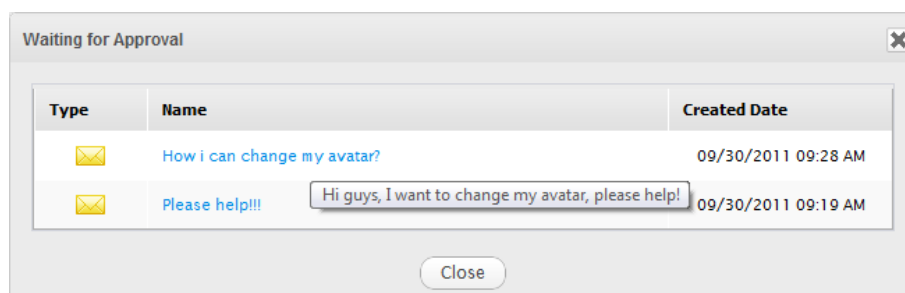 Waiting for Approval
Type Name Created Date
How i can change my avatar? 09/30/2011 09:28 AM
Hi guys, I want to change my avatar, please help!
Please help!!! 09/30/2011 09:19 AM
Close